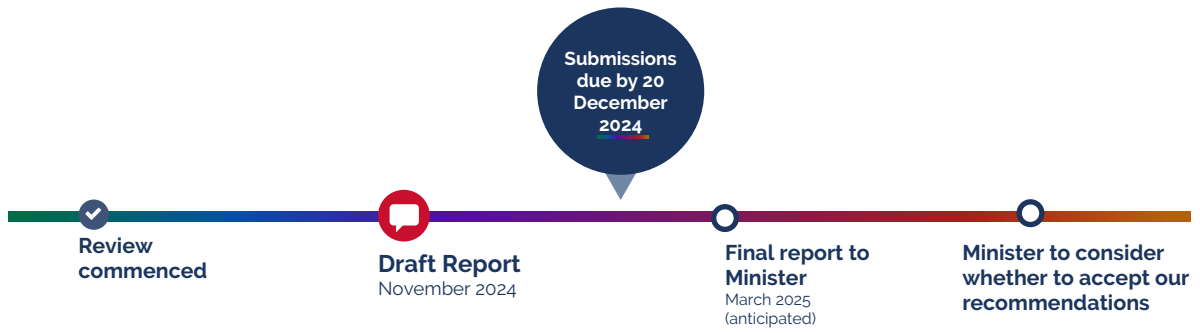 Submissions
due by 20
December
2024
Review
commenced
Draft Report
November 2024
Final report to
Minister
March 2025
(anticipated)
Minister to consider
whether to accept our
recommendations